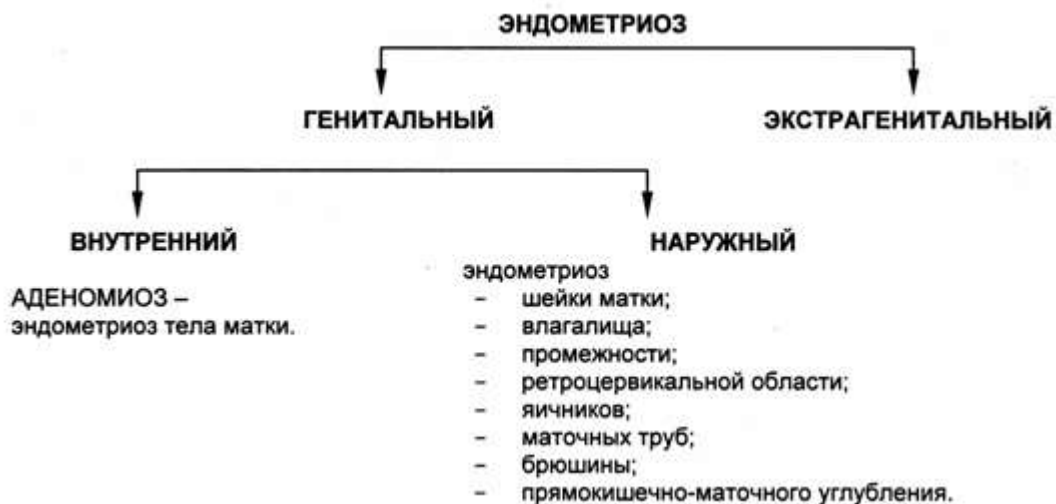 ЭНДОМЕТРИОЗ
ГЕНИТАЛЬНЫЙ
ЭКСТРАГЕНИТАЛЬНЫЙ
ВНУТРЕННИЙ
АДЕНОМИОЗ –
эндометриоз тела матки.
НАРУЖНЫЙ
эндометриоз
- шейки матки;
- влагалища;
- промежности;
- ретроцервикальной области;
- яичников;
- маточных труб;
- брюшины;
- прямокишечно-маточного углубления.